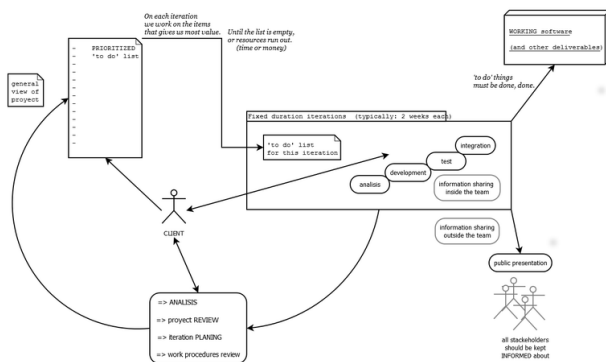 On each iteration
we work on the items
that gives us most value.
Until the list is empty,
or resources run out.
(time or money)
WORKING software
(and other deliverables)
PRIORITIZED
'to do' list
general
view of
proyect
'to do' things
must be done, done.
Fixed duration iterations (typically: 2 weeks each)
'to do' list
for this iteration
integration
test
development
analisis
information sharing
inside the team
CLIENT
information sharing
outside the team
public presentation
=> ANALISIS
=> proyect REVIEW
=> iteration PLANING
=> work procedures review
all stackeholders
should be kept
INFORMED about